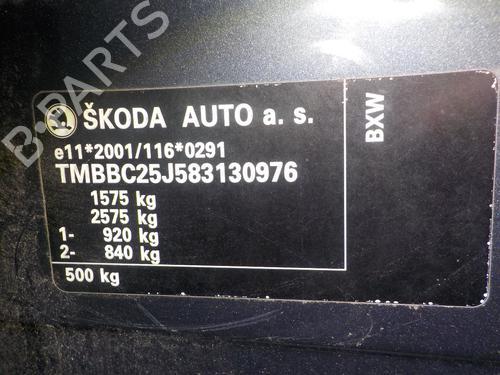 ŠKODA AUTO a. s.
e11*2001/116*0291
TMBBC25J583130976
1575 kg
2575 kg
1- 920 kg
2- 840 kg
500 kg
BXW
B-PARTS